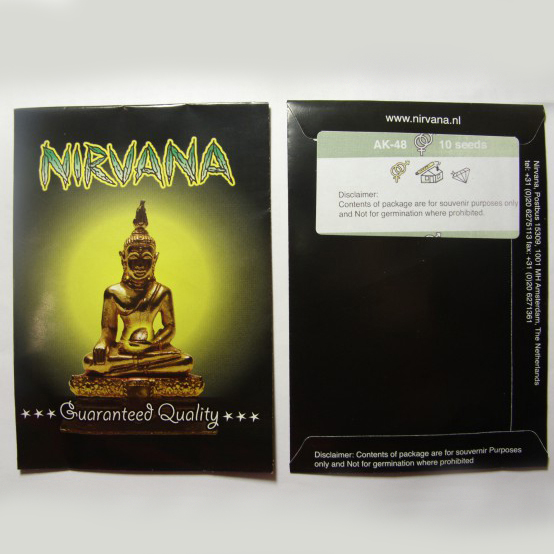 NIRVANA
★★★ Guaranteed Quality ★★★
www.nirvana.nl
AK-48 10 seeds
Disclaimer:
Contents of package are for souvenir purposes only
and Not for germination where prohibited.
Nirvana, Postbus 15309, 1001 MH Amsterdam, The Netherlands
tel: +31 (0)20 6275113 fax: +31 (0)20 6271361
Disclaimer: Contents of package are for souvernir Purposes
only and Not for germination where prohibited